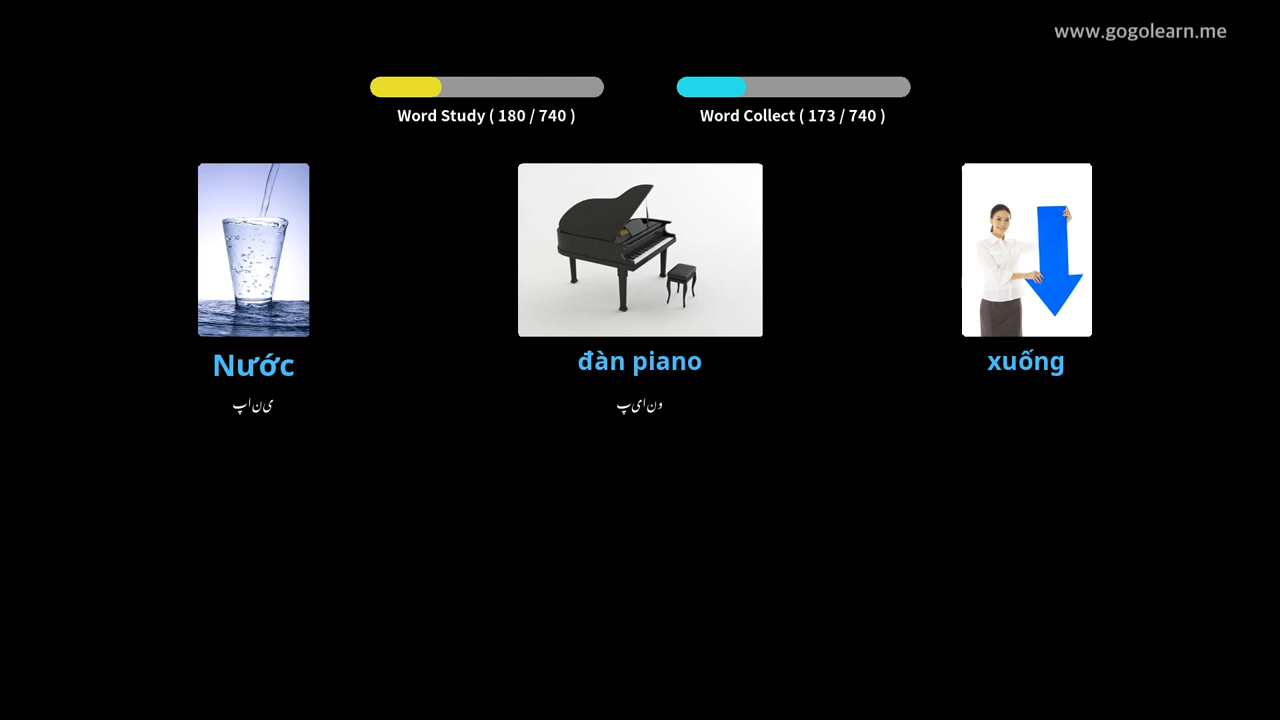 www.gogolearn.me
Word Study ( 180 / 740 )
Word Collect ( 173 / 740 )
Nước
đàn piano
xuống
پانی
پیانو